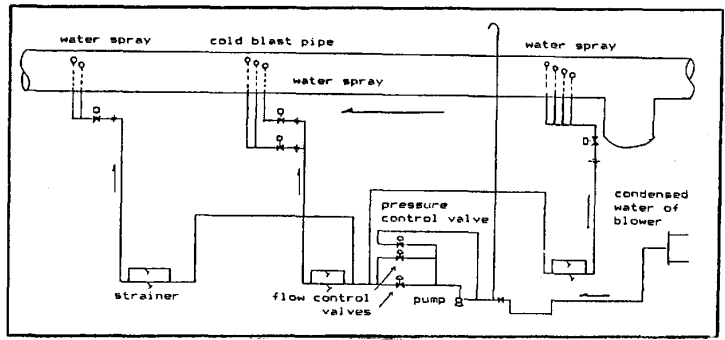 water spray
cold blast pipe
water spray
water spray
pressure
control valve
condensed
water of
blower
strainer
flow control
valves
pump